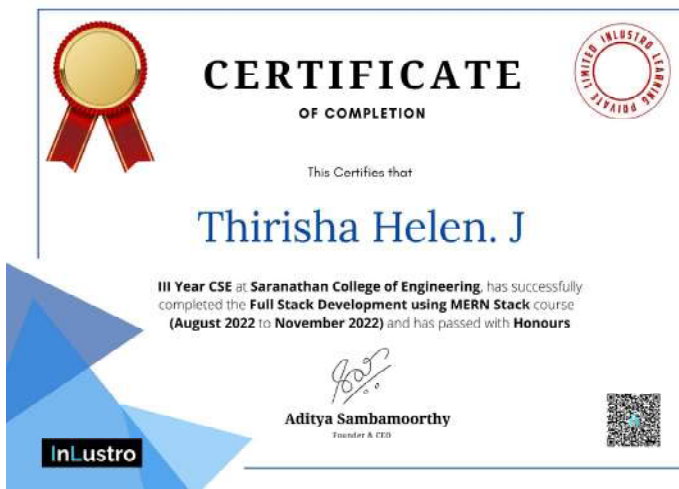 CERTIFICATE
OF COMPLETION
INLUSTRO LEARNING PRIVATE LIMITED
This Certifies that
Thirisha Helen. J
III Year CSE at Saranathan College of Engineering, has successfully
completed the Full Stack Development using MERN Stack course
(August 2022 to November 2022) and has passed with Honours
Aditya Sambamoorthy
Founder & CEO
InLustro